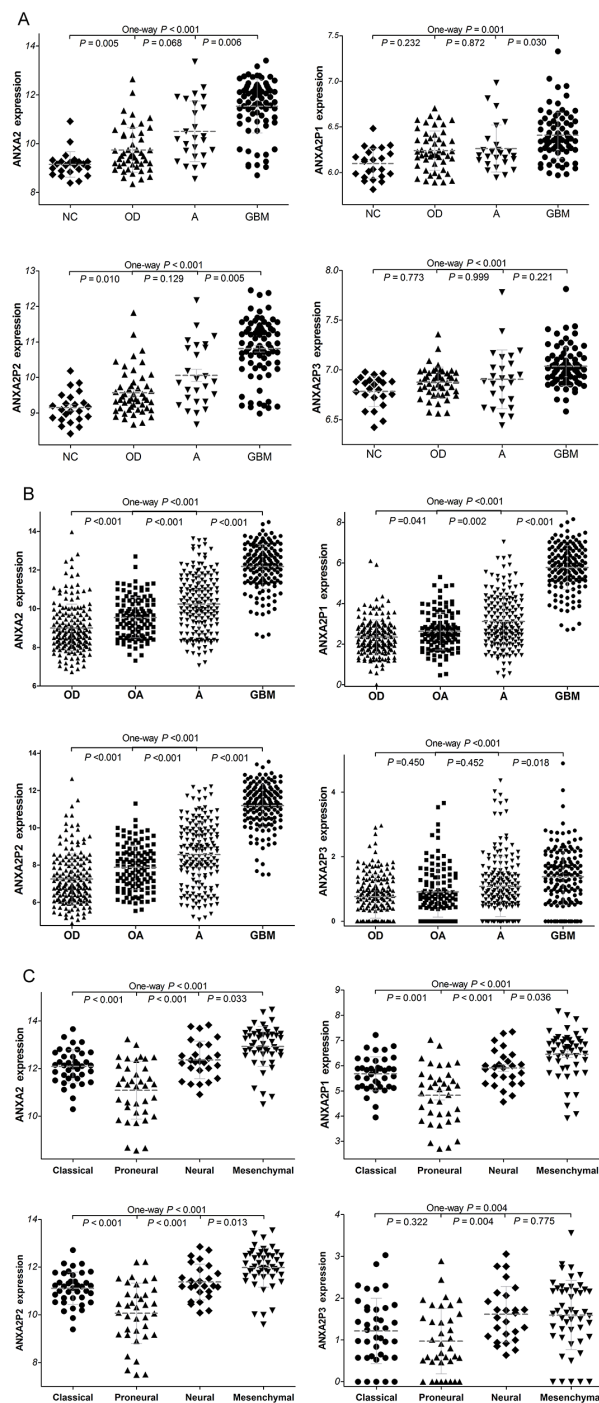 A
One-way P < 0.001
P = 0.005 P = 0.068 P = 0.006
ANXA2 expression
14
12
10
8
NC OD A GBM
One-way P = 0.001
P = 0.232 P = 0.872 P = 0.030
ANXA2P1 expression
7.5
7.0
6.5
6.0
NC OD A GBM
One-way P < 0.001
P = 0.010 P = 0.129 P = 0.005
ANXA2P2 expression
13
12
11
10
9
NC OD A GBM
One-way P < 0.001
P = 0.773 P = 0.999 P = 0.221
ANXA2P3 expression
8.0
7.5
7.0
6.5
NC OD A GBM
B
One-way P <0.001
P <0.001 P <0.001 P <0.001
ANXA2 expression
14
12
10
8
6
OD OA A GBM
One-way P <0.001
P =0.041 P =0.002 P <0.001
ANXA2P1 expression
8
6
4
2
0
OD OA A GBM
One-way P <0.001
P <0.001 P <0.001 P <0.001
ANXA2P2 expression
14
12
10
8
6
OD OA A GBM
One-way P <0.001
P =0.450 P =0.452 P =0.018
ANXA2P3 expression
4
2
0
OD OA A GBM
C
One-way P < 0.001
P < 0.001 P < 0.001 P = 0.033
ANXA2 expression
14
12
10
Classical Proneural Neural Mesenchymal
One-way P < 0.001
P = 0.001 P < 0.001 P = 0.036
ANXA2P1 expression
9
8
7
6
5
4
3
Classical Proneural Neural Mesenchymal
One-way P < 0.001
P < 0.001 P < 0.001 P = 0.013
ANXA2P2 expression
14
12
10
8
Classical Proneural Neural Mesenchymal
One-way P = 0.004
P = 0.322 P = 0.004 P = 0.775
ANXA2P3 expression
4
3
2
1
0
Classical Proneural Neural Mesenchymal